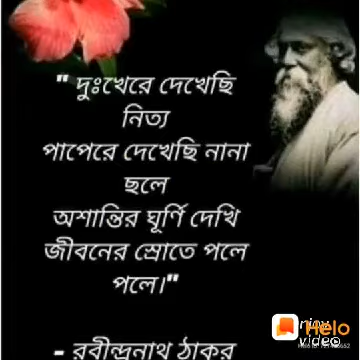 " দুঃখেরে দেখেছি
নিত্য
পাপেরে দেখেছি নানা
ছলে
অশান্তির ঘূর্ণি দেখি
জীবনের স্রোতে পলে
পলে।"
- রবীন্দ্রনাথ ঠাকুর
Helo
video